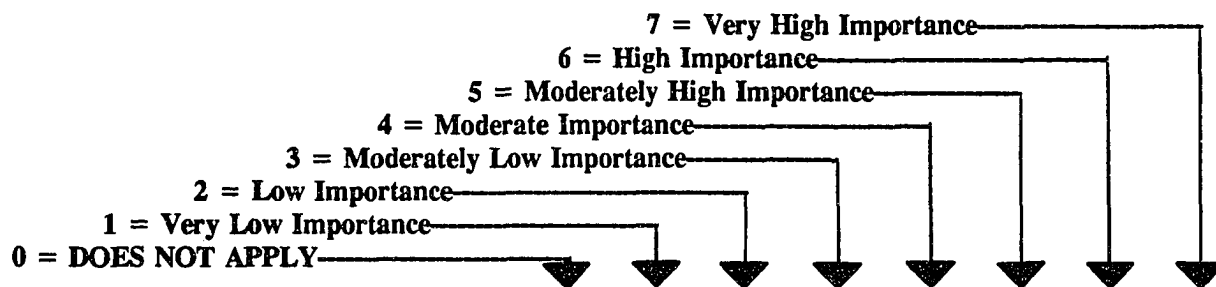 7 = Very High Importance
6 = High Importance
5 = Moderately High Importance
4 = Moderate Importance
3 = Moderately Low Importance
2 = Low Importance
1 = Very Low Importance
0 = DOES NOT APPLY